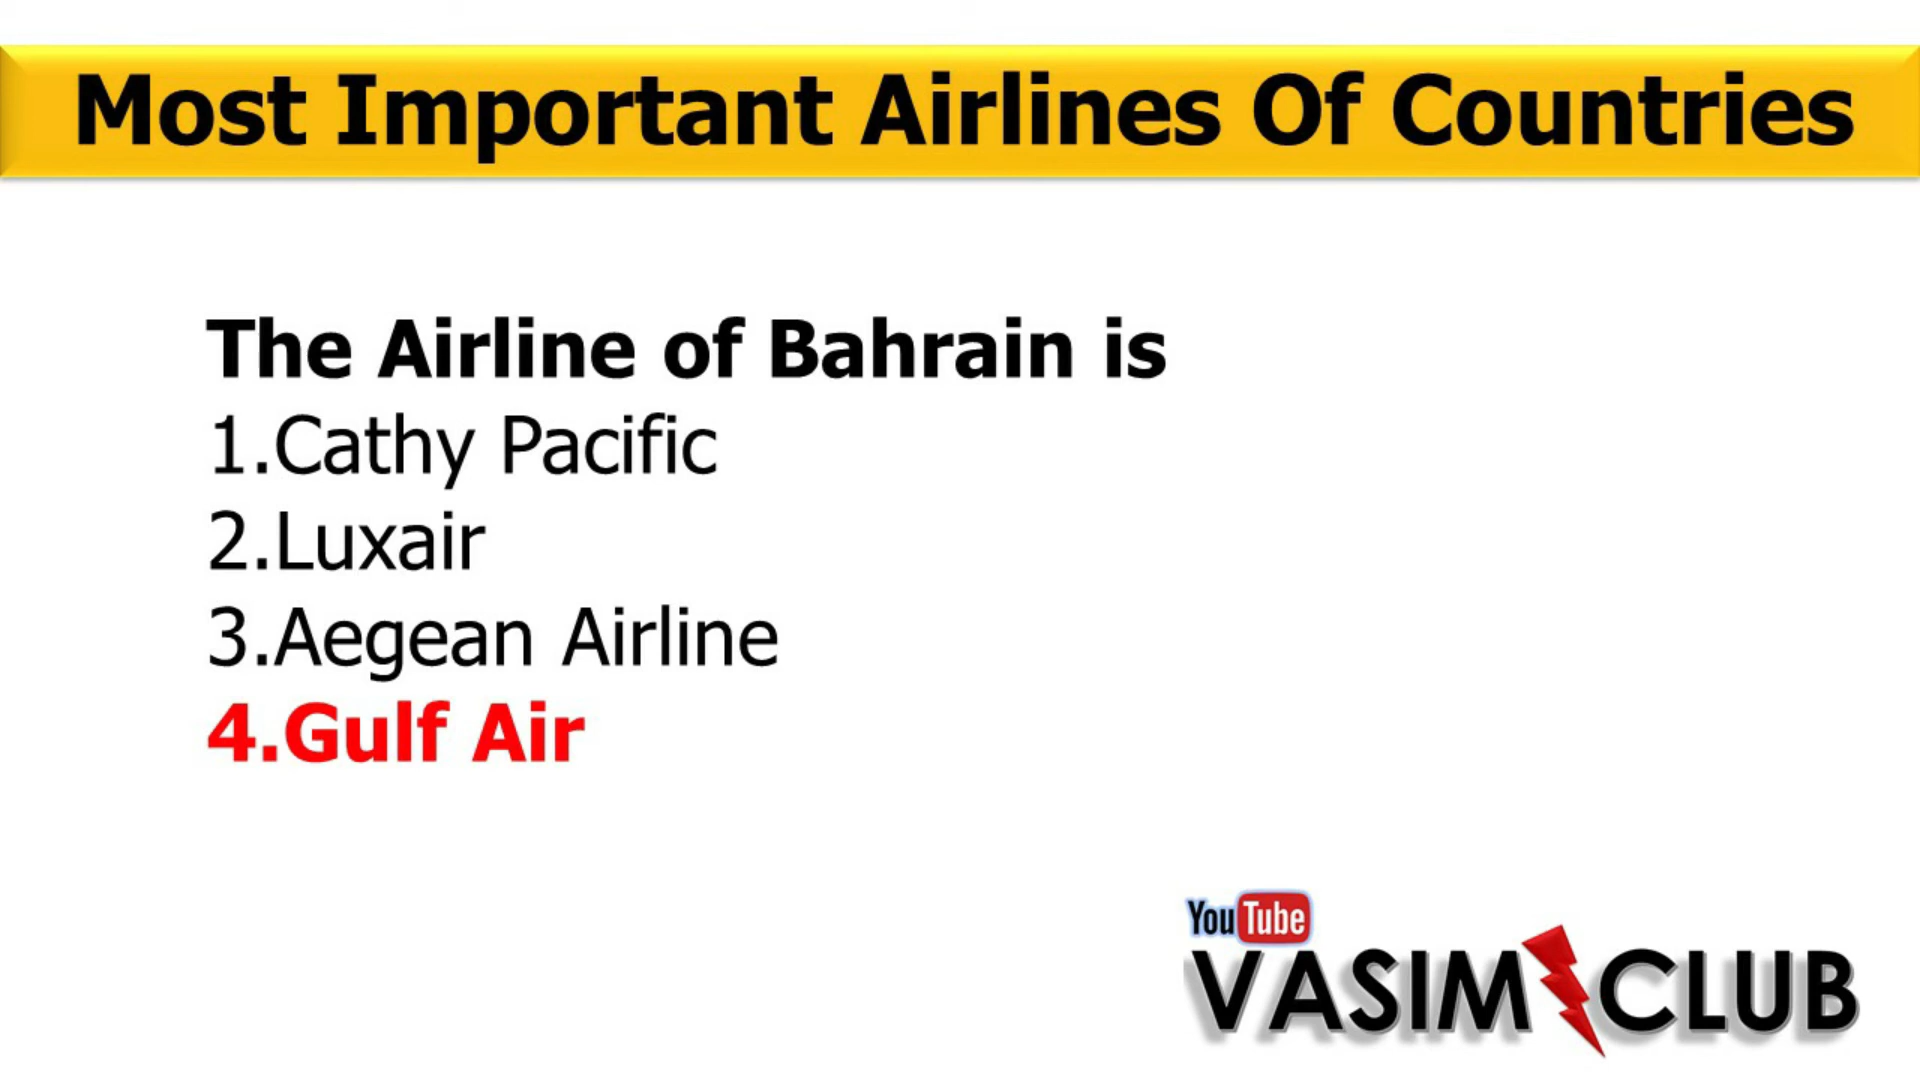 Most Important Airlines Of Countries
The Airline of Bahrain is
1.Cathy Pacific
2.Luxair
3.Aegean Airline
4.Gulf Air
YouTube
VASIM CLUB